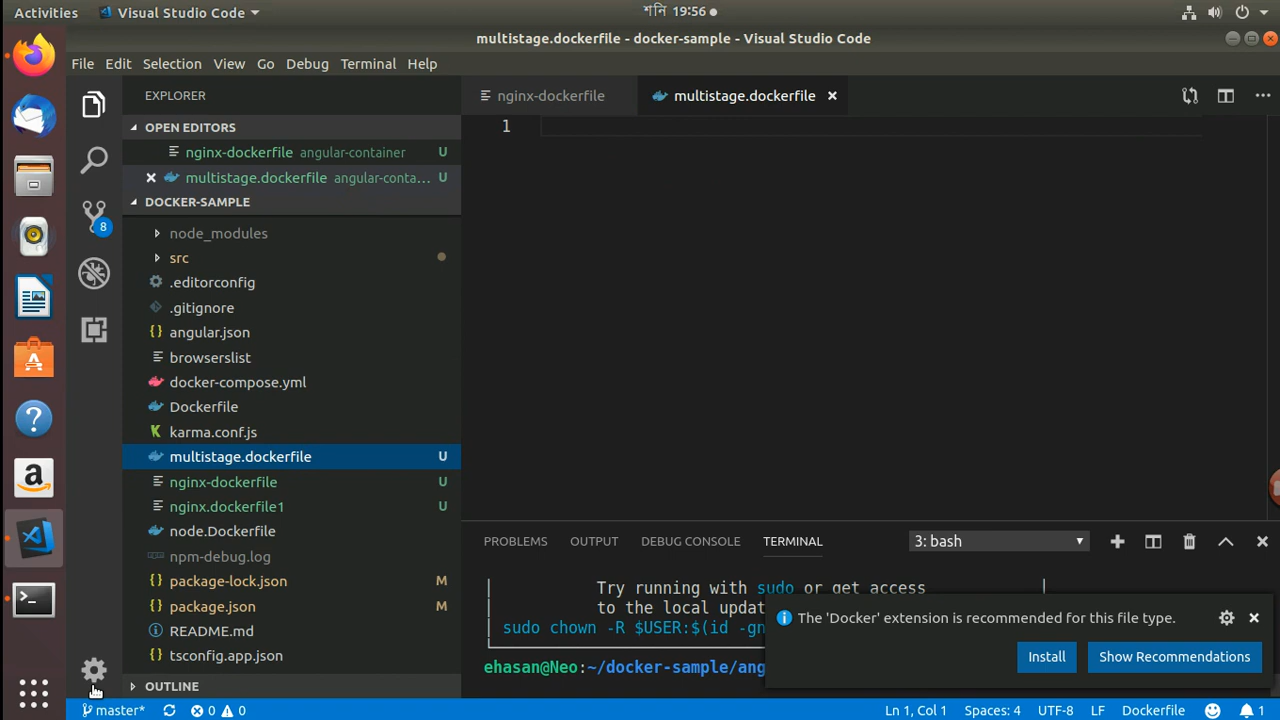 Activities
Visual Studio Code
শনি 19:56
multistage.dockerfile - docker-sample - Visual Studio Code
File Edit Selection View Go Debug Terminal Help
EXPLORER
OPEN EDITORS
nginx-dockerfile angular-container U
multistage.dockerfile angular-conta... U
DOCKER-SAMPLE
node_modules
src
.editorconfig
.gitignore
angular.json
browserslist
docker-compose.yml
Dockerfile
karma.conf.js
multistage.dockerfile U
nginx-dockerfile U
nginx.dockerfile1 U
node.Dockerfile
npm-debug.log
package-lock.json M
package.json M
README.md
tsconfig.app.json
OUTLINE
8
nginx-dockerfile
multistage.dockerfile
1
PROBLEMS OUTPUT DEBUG CONSOLE TERMINAL
3: bash
Try running with sudo or get access
to the local updat
sudo chown -R $USER:$(id -gn
ehasan@Neo:~/docker-sample/ang
The 'Docker' extension is recommended for this file type.
Install
Show Recommendations
master* 0 0
Ln 1, Col 1 Spaces: 4 UTF-8 LF Dockerfile 1